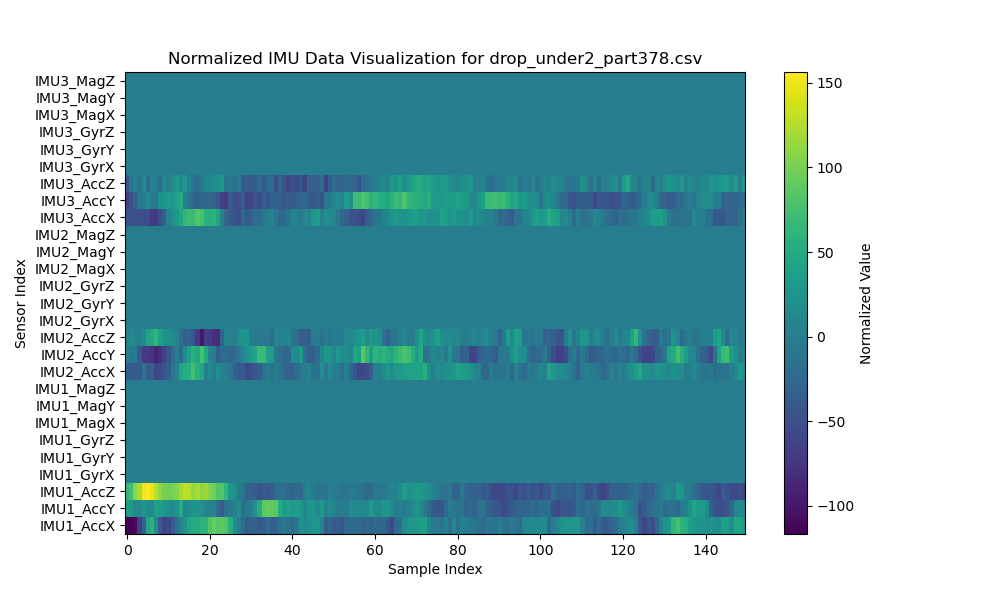 Normalized IMU Data Visualization for drop_under2_part378.csv
IMU3_MagZ
IMU3_MagY
IMU3_MagX
IMU3_GyrZ
IMU3_GyrY
IMU3_GyrX
IMU3_AccZ
IMU3_AccY
IMU3_AccX
IMU2_MagZ
IMU2_MagY
IMU2_MagX
IMU2_GyrZ
IMU2_GyrY
IMU2_GyrX
IMU2_AccZ
IMU2_AccY
IMU2_AccX
IMU1_MagZ
IMU1_MagY
IMU1_MagX
IMU1_GyrZ
IMU1_GyrY
IMU1_GyrX
IMU1_AccZ
IMU1_AccY
IMU1_AccX
Sensor Index
0 20 40 60 80 100 120 140
Sample Index
150
100
50
0
−50
−100
Normalized Value